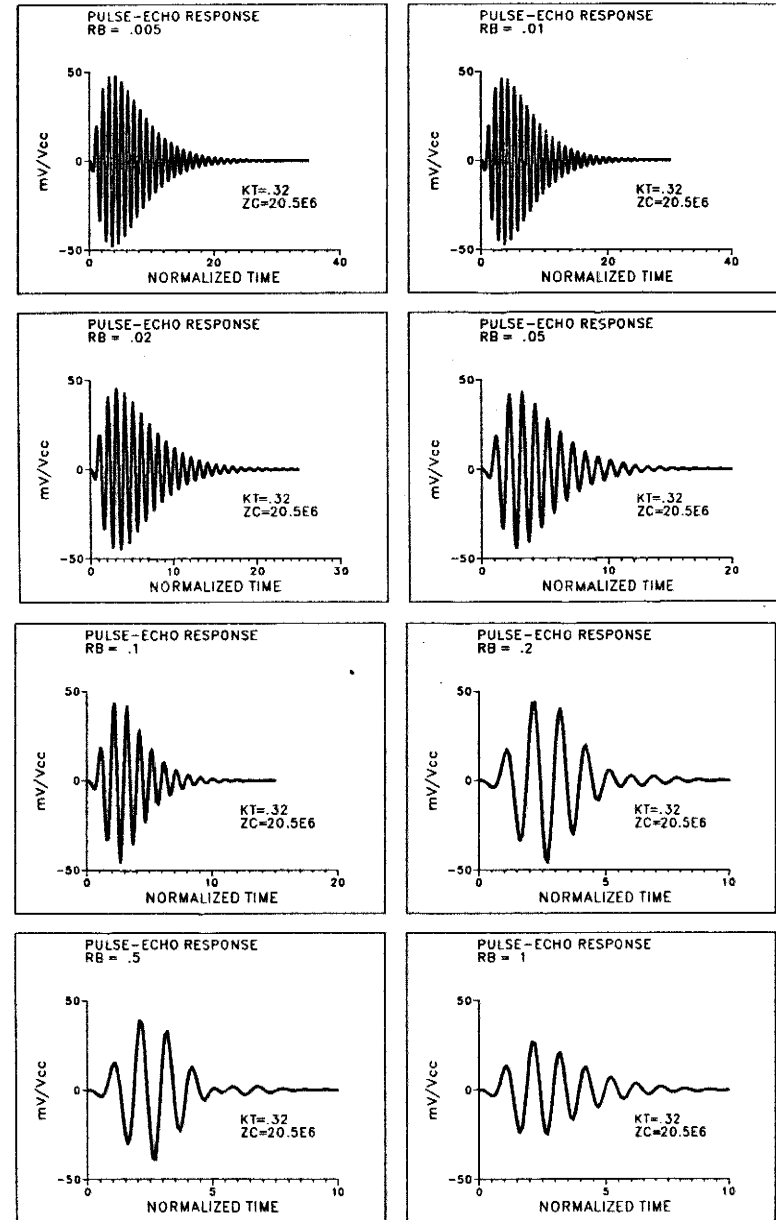 PULSE-ECHO RESPONSE
RB = .005
50
0
-50
mV/Vcc
KT=.32
ZC=20.5E6
0 20 40
NORMALIZED TIME
PULSE-ECHO RESPONSE
RB = .01
50
0
-50
mV/Vcc
KT=.32
ZC=20.5E6
0 20 40
NORMALIZED TIME
PULSE-ECHO RESPONSE
RB = .02
50
0
-50
mV/Vcc
KT=.32
ZC=20.5E6
0 10 20 30
NORMALIZED TIME
PULSE-ECHO RESPONSE
RB = .05
50
0
-50
mV/Vcc
KT=.32
ZC=20.5E6
0 10 20
NORMALIZED TIME
PULSE-ECHO RESPONSE
RB = .1
50
0
-50
mV/Vcc
KT=.32
ZC=20.5E6
0 10 20
NORMALIZED TIME
PULSE-ECHO RESPONSE
RB = .2
50
0
-50
mV/Vcc
KT=.32
ZC=20.5E6
0 5 10
NORMALIZED TIME
PULSE-ECHO RESPONSE
RB = .5
50
0
-50
mV/Vcc
KT=.32
ZC=20.5E6
0 5 10
NORMALIZED TIME
PULSE-ECHO RESPONSE
RB = 1
50
0
-50
mV/Vcc
KT=.32
ZC=20.5E6
0 5 10
NORMALIZED TIME